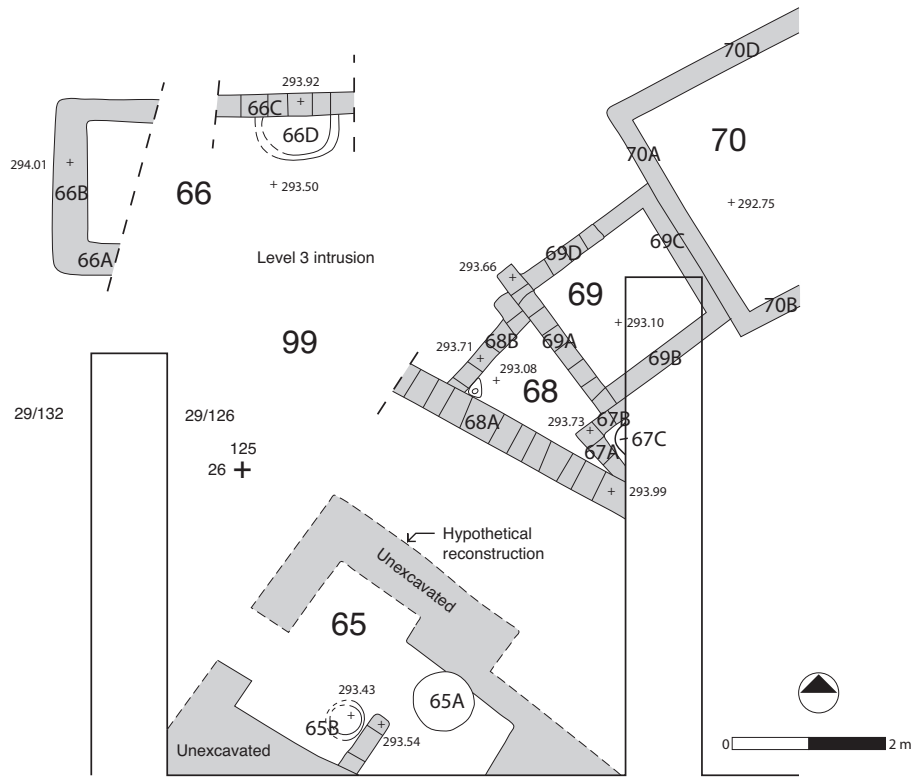 70D
293.92
66C
66D
70
70A
294.01
66B
66
293.50
292.75
69C
66A
Level 3 intrusion
69D
293.66
69
70B
293.10
99
68B
69A
293.71
293.08
69B
68
29/132
29/126
68A
293.73
67B
67C
67A
125
26
293.99
Hypothetical
reconstruction
Unexcavated
65
293.43
65A
65B
293.54
Unexcavated
0
2 m